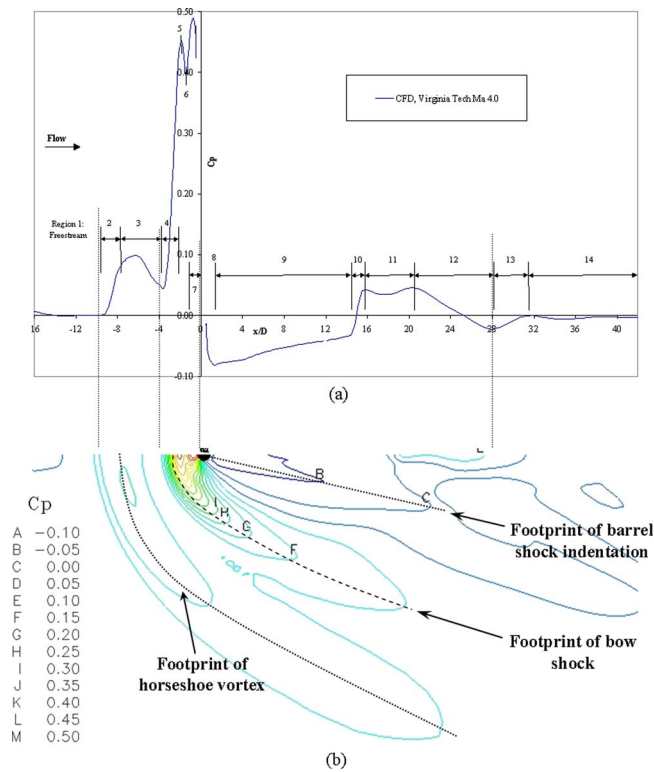 0.50
5
0.40
6
CFD, Virginia Tech Ma 4.0
0.30
Flow
Cp
0.20
Region 1:
Freestream
2
3
4
0.10
7
8
9
10
11
12
13
14
0.00
-16
-12
-8
-4
0
4
8
12
16
20
24
28
32
36
40
x/D
-0.10
(a)
B
C
L
I
H
G
F
Cp
A -0.10
B -0.05
C 0.00
D 0.05
E 0.10
F 0.15
G 0.20
H 0.25
I 0.30
J 0.35
K 0.40
L 0.45
M 0.50
Footprint of barrel
shock indentation
Footprint of bow
shock
Footprint of
horseshoe vortex
(b)